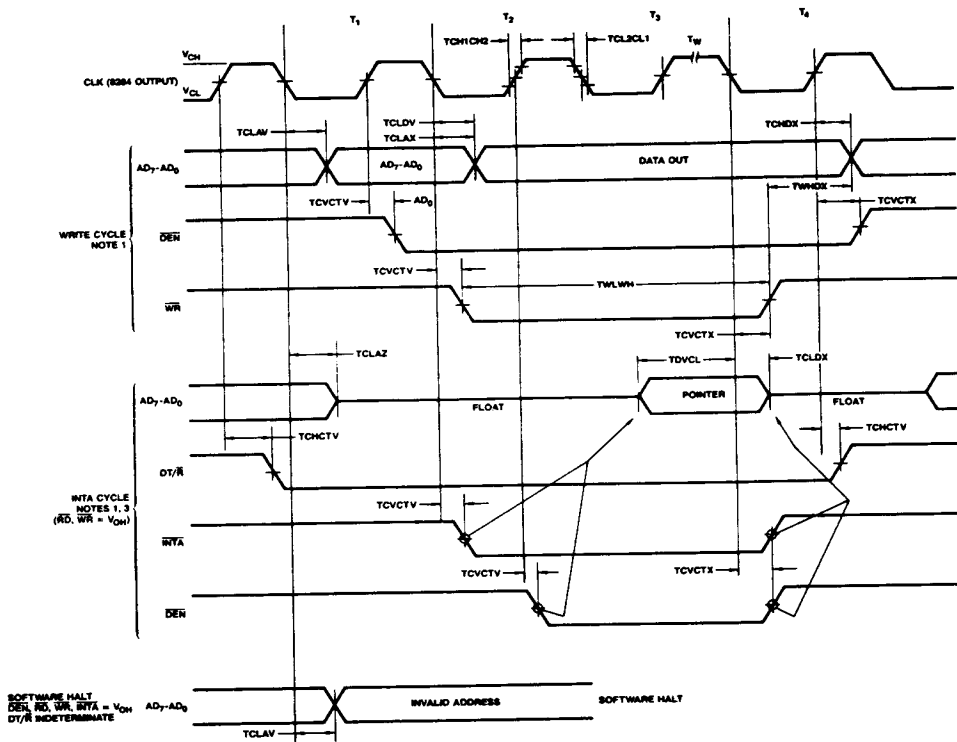 T1 T2 T3 T4
TCH1CH2 TCL2CL1 TW
VCH
CLK (8284 OUTPUT)
VCL
TCLAV TCLDV TCHDX
TCLAX
AD7-AD0 AD7-AD0 DATA OUT
TWHDX
TCVCTV AD0 TCVCTX
WRITE CYCLE
NOTE 1
DEN
TCVCTV
TWLWH
WR
TCVCTX
TCLAZ TDVCL TCLDX
AD7-AD0 FLOAT POINTER FLOAT
TCHCTV TCHCTV
DT/R
INTA CYCLE
NOTES 1, 3
(RD, WR = VOH)
TCVCTV
INTA
TCVCTV TCVCTX
DEN
SOFTWARE HALT
DEN, RD, WR, INTA = VOH
DT/R INDETERMINATE
AD7-AD0 INVALID ADDRESS SOFTWARE HALT
TCLAV